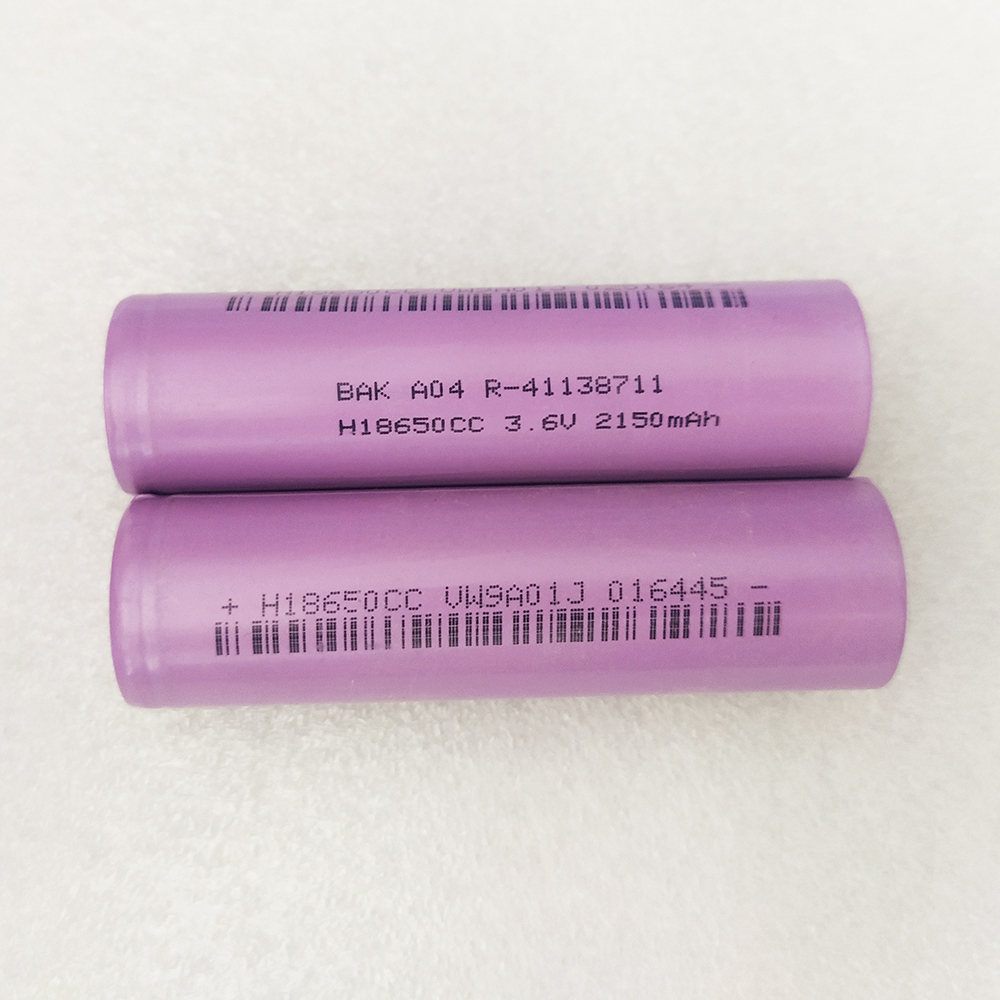 BAK A04 R-41138711
H18650CC 3.6V 2150mAh
+ H18650CC VW9A01J 016445 -